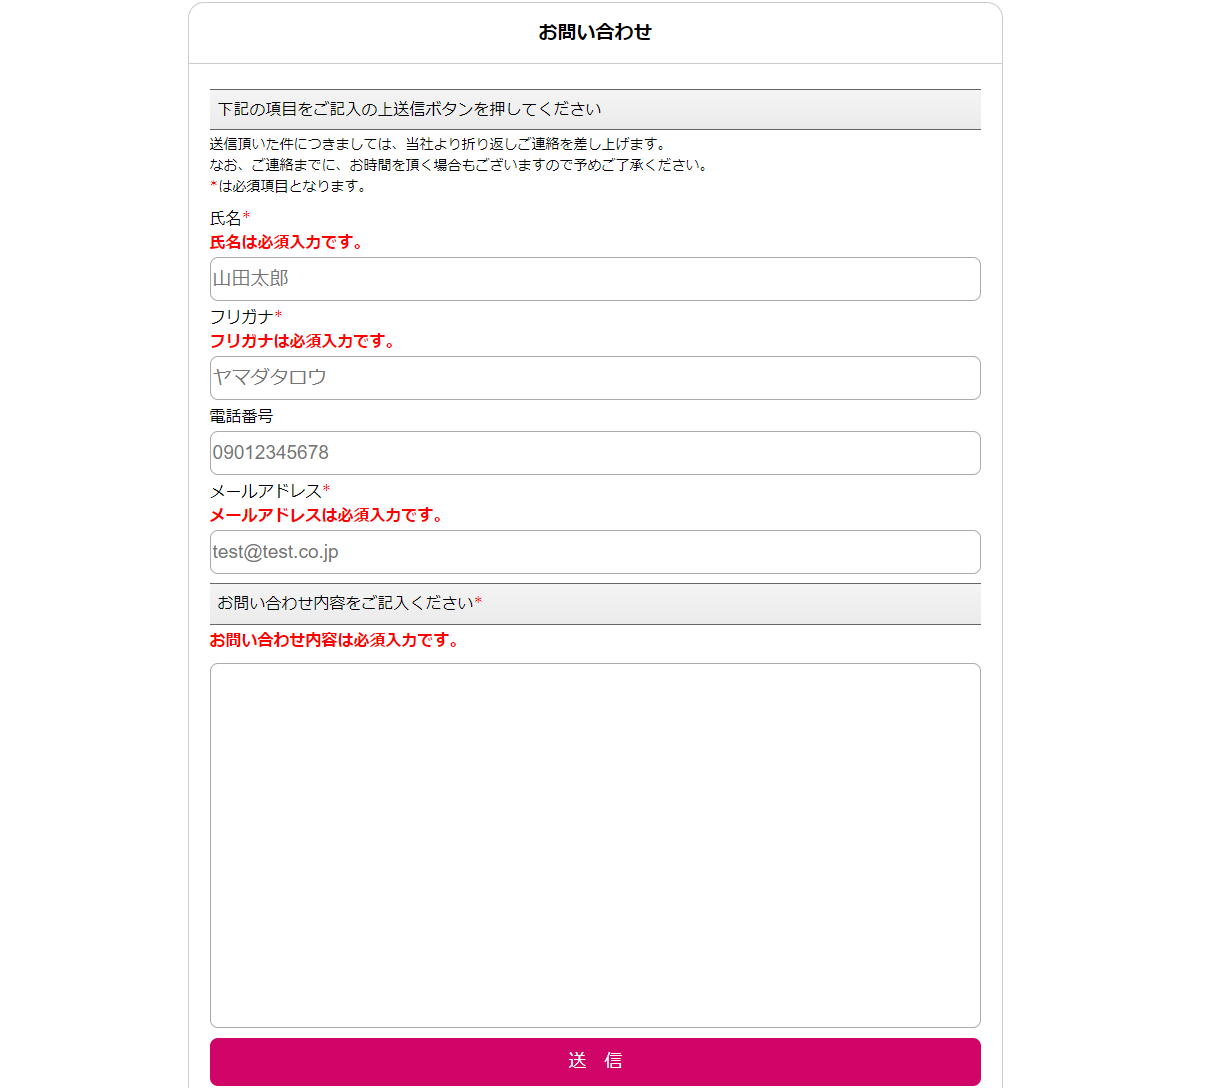 お問い合わせ
下記の項目をご記入の上送信ボタンを押してください
送信頂いた件につきましては、当社より折り返しご連絡を差し上げます。
なお、ご連絡までに、お時間を頂く場合もございますので予めご了承ください。
*は必須項目となります。
氏名*
氏名は必須入力です。
山田太郎
フリガナ*
フリガナは必須入力です。
ヤマダタロウ
電話番号
09012345678
メールアドレス*
メールアドレスは必須入力です。
test@test.co.jp
お問い合わせ内容をご記入ください*
お問い合わせ内容は必須入力です。
送　信